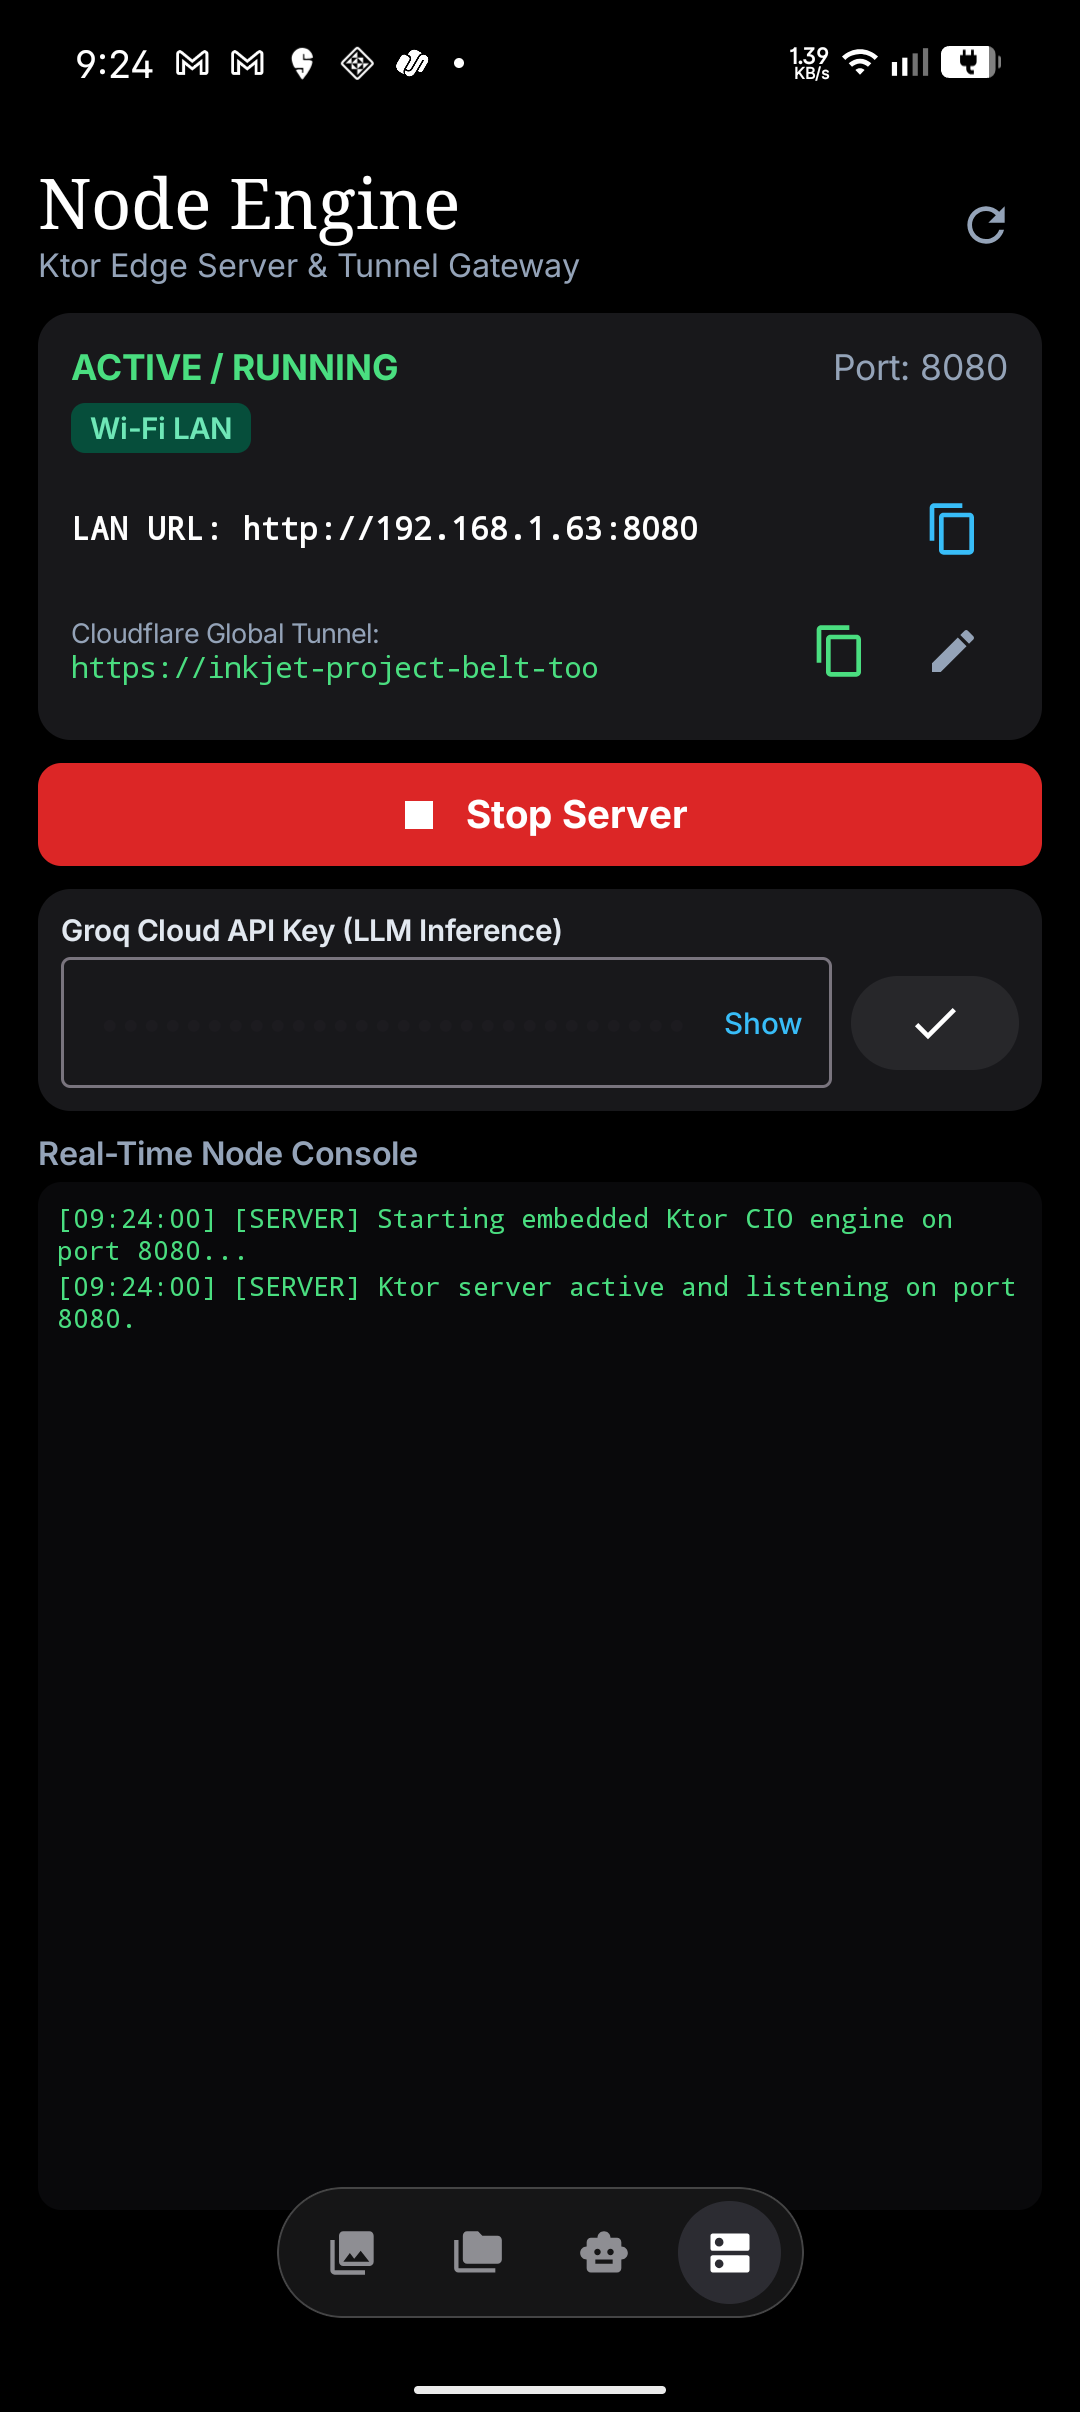 9:24
1.39
KB/s
Node Engine
Ktor Edge Server & Tunnel Gateway
ACTIVE / RUNNING
Port: 8080
Wi-Fi LAN
LAN URL: http://192.168.1.63:8080
Cloudflare Global Tunnel:
https://inkjet-project-belt-too
Stop Server
Groq Cloud API Key (LLM Inference)
Show
Real-Time Node Console
[09:24:00] [SERVER] Starting embedded Ktor CIO engine on
port 8080...
[09:24:00] [SERVER] Ktor server active and listening on port
8080.